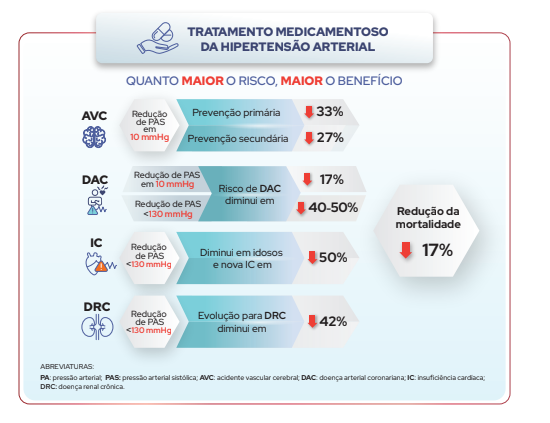 TRATAMENTO MEDICAMENTOSO
DA HIPERTENSÃO ARTERIAL
QUANTO MAIOR O RISCO, MAIOR O BENEFÍCIO
AVC
Redução
de PAS
em
10 mmHg
Prevenção primária
33%
Prevenção secundária
27%
DAC
Redução de PAS
em 10 mmHg
Redução de PAS
<130 mmHg
Risco de DAC
diminui em
17%
40-50%
IC
Redução
de PAS
<130 mmHg
Diminui em idosos
e nova IC em
50%
DRC
Redução
de PAS
<130 mmHg
Evolução para DRC
diminui em
42%
Redução da
mortalidade
17%
ABREVIATURAS:
PA: pressão arterial; PAS: pressão arterial sistólica; AVC: acidente vascular cerebral; DAC: doença arterial coronariana; IC: insuficiência cardíaca;
DRC: doença renal crônica.